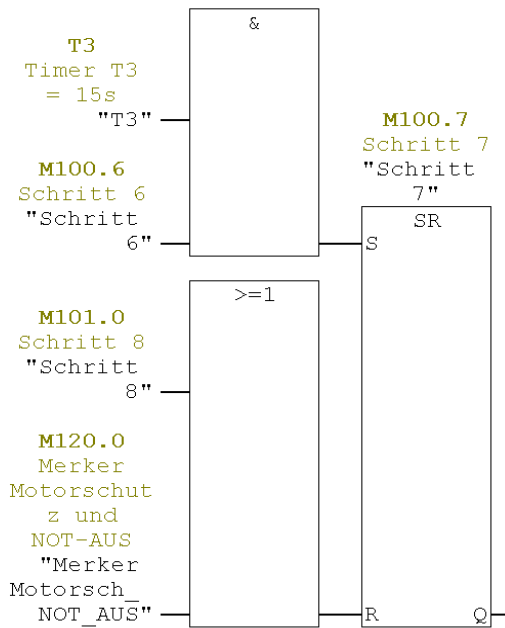 &
T3
Timer T3
= 15s
"T3"
M100.6
Schritt 6
"Schritt
6"
M100.7
Schritt 7
"Schritt
7"
SR
S
>=1
M101.0
Schritt 8
"Schritt
8"
M120.0
Merker
Motorschut
z und
NOT-AUS
"Merker
Motorsch_
NOT_AUS"
R
Q